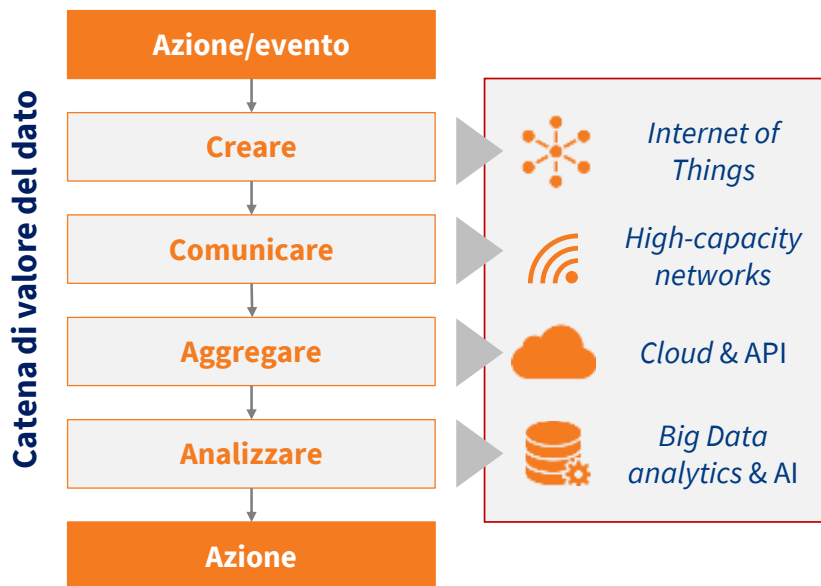 Catena di valore del dato
Azione/evento
Creare
Internet of
Things
Comunicare
High-capacity
networks
Aggregare
Cloud & API
Analizzare
Big Data
analytics & AI
Azione